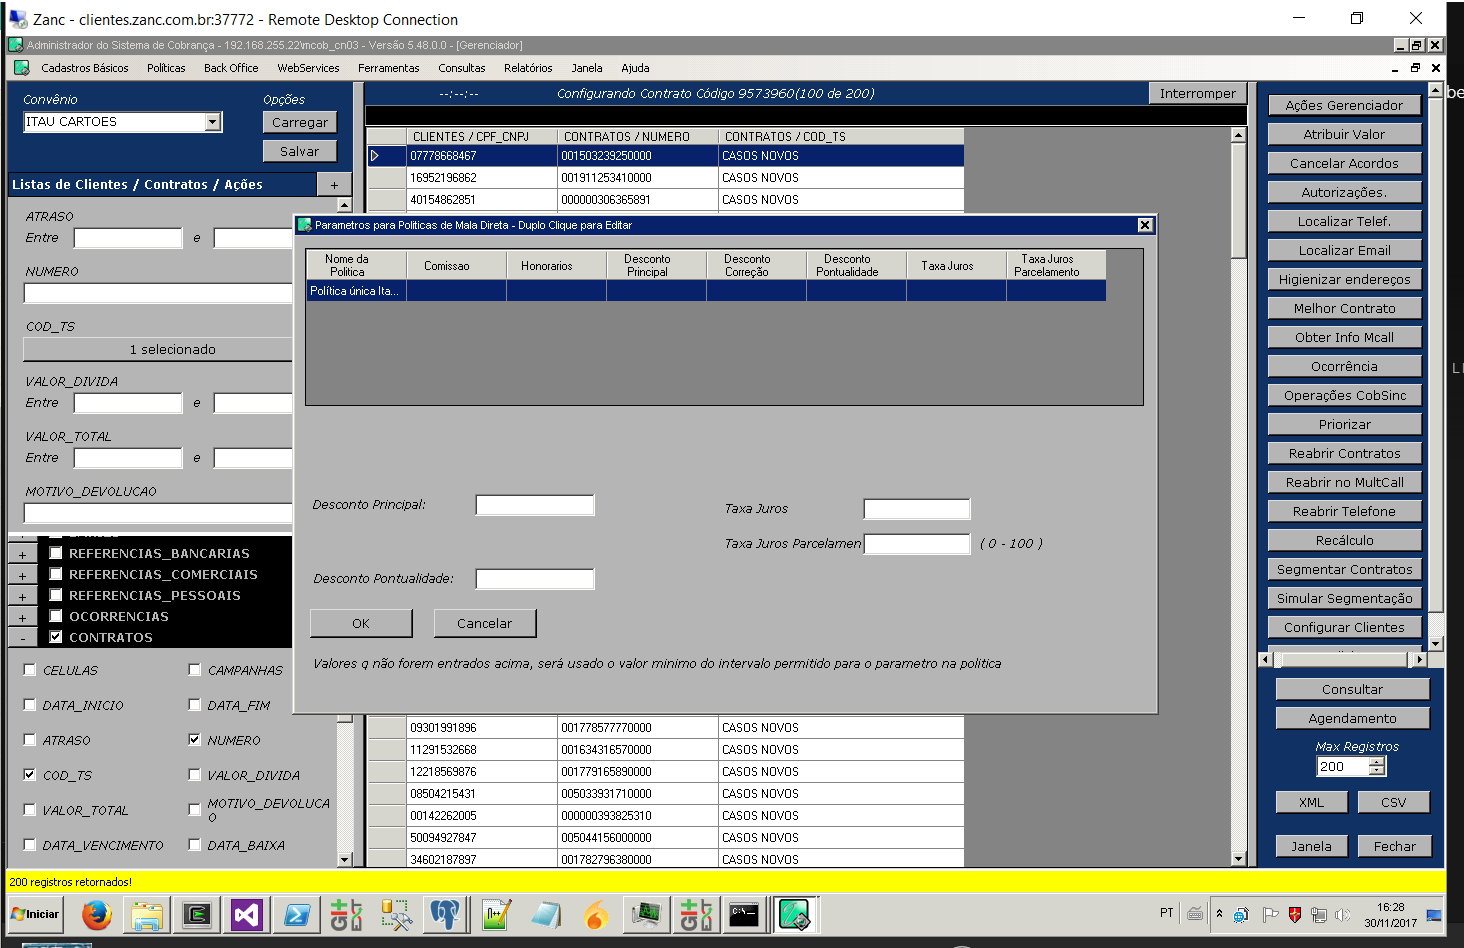 Zanc - clientes.zanc.com.br:37772 - Remote Desktop Connection
Administrador do Sistema de Cobrança - 192.168.255.22\mcob_cn03 - Versão 5.48.0.0 - [Gerenciador]
Cadastros Básicos Políticas Back Office WebServices Ferramentas Consultas Relatórios Janela Ajuda
Convênio
ITAU CARTOES
Opções
Carregar
Salvar
--:--:-- Configurando Contrato Código 9573960(100 de 200)
Interromper
Listas de Clientes / Contratos / Ações +
ATRASO
Entre e
NUMERO
COD_TS
1 selecionado
VALOR_DIVIDA
Entre e
VALOR_TOTAL
Entre e
MOTIVO_DEVOLUCAO
+ REFERENCIAS_BANCARIAS
+ REFERENCIAS_COMERCIAIS
+ REFERENCIAS_PESSOAIS
+ OCORRENCIAS
- CONTRATOS
CELULAS CAMPANHAS
DATA_INICIO DATA_FIM
ATRASO NUMERO
COD_TS VALOR_DIVIDA
VALOR_TOTAL MOTIVO_DEVOLUCA
O
DATA_VENCIMENTO DATA_BAIXA
CLIENTES / CPF_CNPJ CONTRATOS / NUMERO CONTRATOS / COD_TS
07778668467 001503239250000 CASOS NOVOS
16952196862 001911253410000 CASOS NOVOS
40154862851 000000306365891 CASOS NOVOS
Parametros para Politicas de Mala Direta - Duplo Clique para Editar
Nome da Politica Comissao Honorarios Desconto Principal Desconto Correção Desconto Pontualidade Taxa Juros Taxa Juros Parcelamento
Política única Ita...
Desconto Principal:
Taxa Juros
Taxa Juros Parcelamen ( 0 - 100 )
Desconto Pontualidade:
OK Cancelar
Valores q não forem entrados acima, será usado o valor minimo do intervalo permitido para o parametro na politica
09301991896 001778577770000 CASOS NOVOS
11291532668 001634316570000 CASOS NOVOS
12218569876 001779165890000 CASOS NOVOS
08504215431 005033931710000 CASOS NOVOS
00142262005 000000393825310 CASOS NOVOS
50094927847 005044156000000 CASOS NOVOS
34602187897 001782796380000 CASOS NOVOS
Ações Gerenciador
Atribuir Valor
Cancelar Acordos
Autorizações.
Localizar Telef.
Localizar Email
Higienizar endereços
Melhor Contrato
Obter Info Mcall
Ocorrência
Operações CobSinc
Priorizar
Reabrir Contratos
Reabrir no MultCall
Reabrir Telefone
Recálculo
Segmentar Contratos
Simular Segmentação
Configurar Clientes
Consultar
Agendamento
Max Registros
200
XML CSV
Janela Fechar
200 registros retornados!
Iniciar
PT
16:28
30/11/2017
be